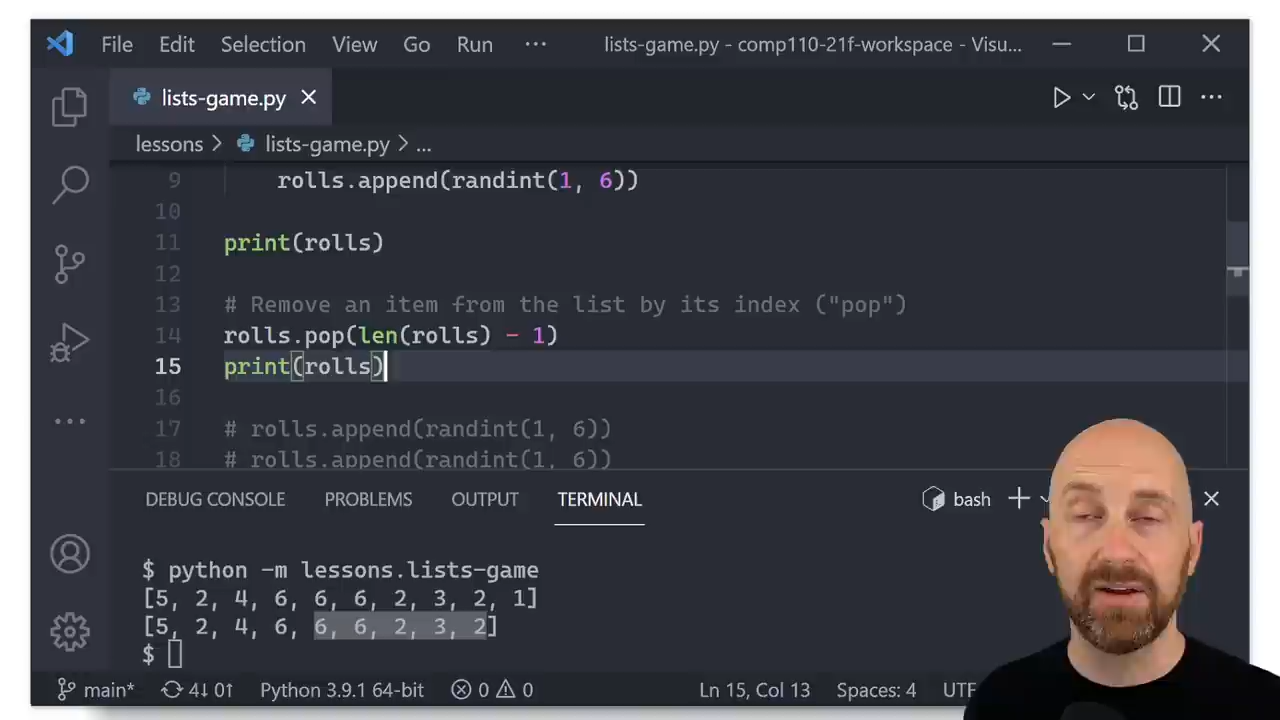 File Edit Selection View Go Run ··· lists-game.py - comp110-21f-workspace - Visu...
lists-game.py
lessons > lists-game.py > ...
9 rolls.append(randint(1, 6))
10
11 print(rolls)
12
13 # Remove an item from the list by its index ("pop")
14 rolls.pop(len(rolls) - 1)
15 print(rolls)
16
17 # rolls.append(randint(1, 6))
18 # rolls.append(randint(1, 6))
DEBUG CONSOLE PROBLEMS OUTPUT TERMINAL bash
$ python -m lessons.lists-game
[5, 2, 4, 6, 6, 6, 2, 3, 2, 1]
[5, 2, 4, 6, 6, 6, 2, 3, 2]
$
main* 4↓ 0↑ Python 3.9.1 64-bit 0 0 Ln 15, Col 13 Spaces: 4 UTF